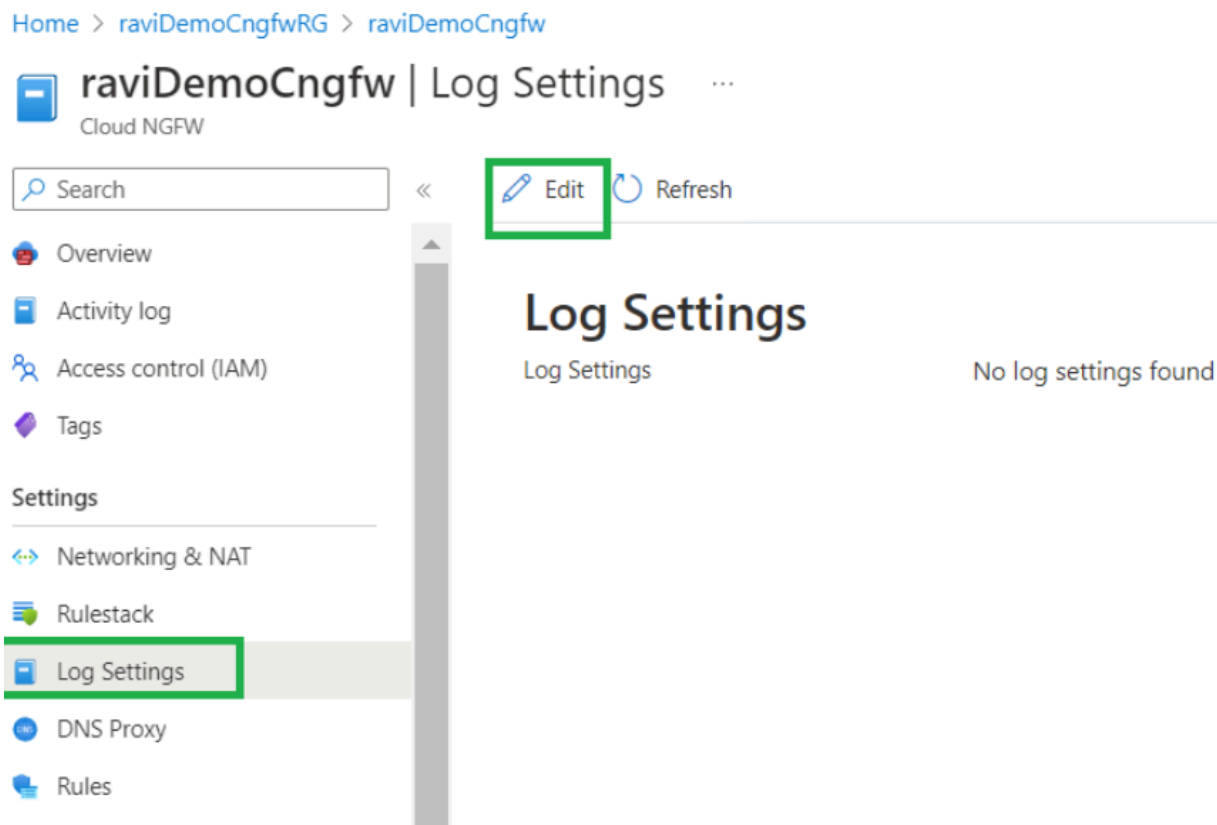 Home > raviDemoCngfwRG > raviDemoCngfw
raviDemoCngfw | Log Settings ...
Cloud NGFW
Search «
Edit Refresh
Overview
Activity log
Access control (IAM)
Tags
Settings
Networking & NAT
Rulestack
Log Settings
DNS Proxy
Rules
Log Settings
Log Settings No log settings found